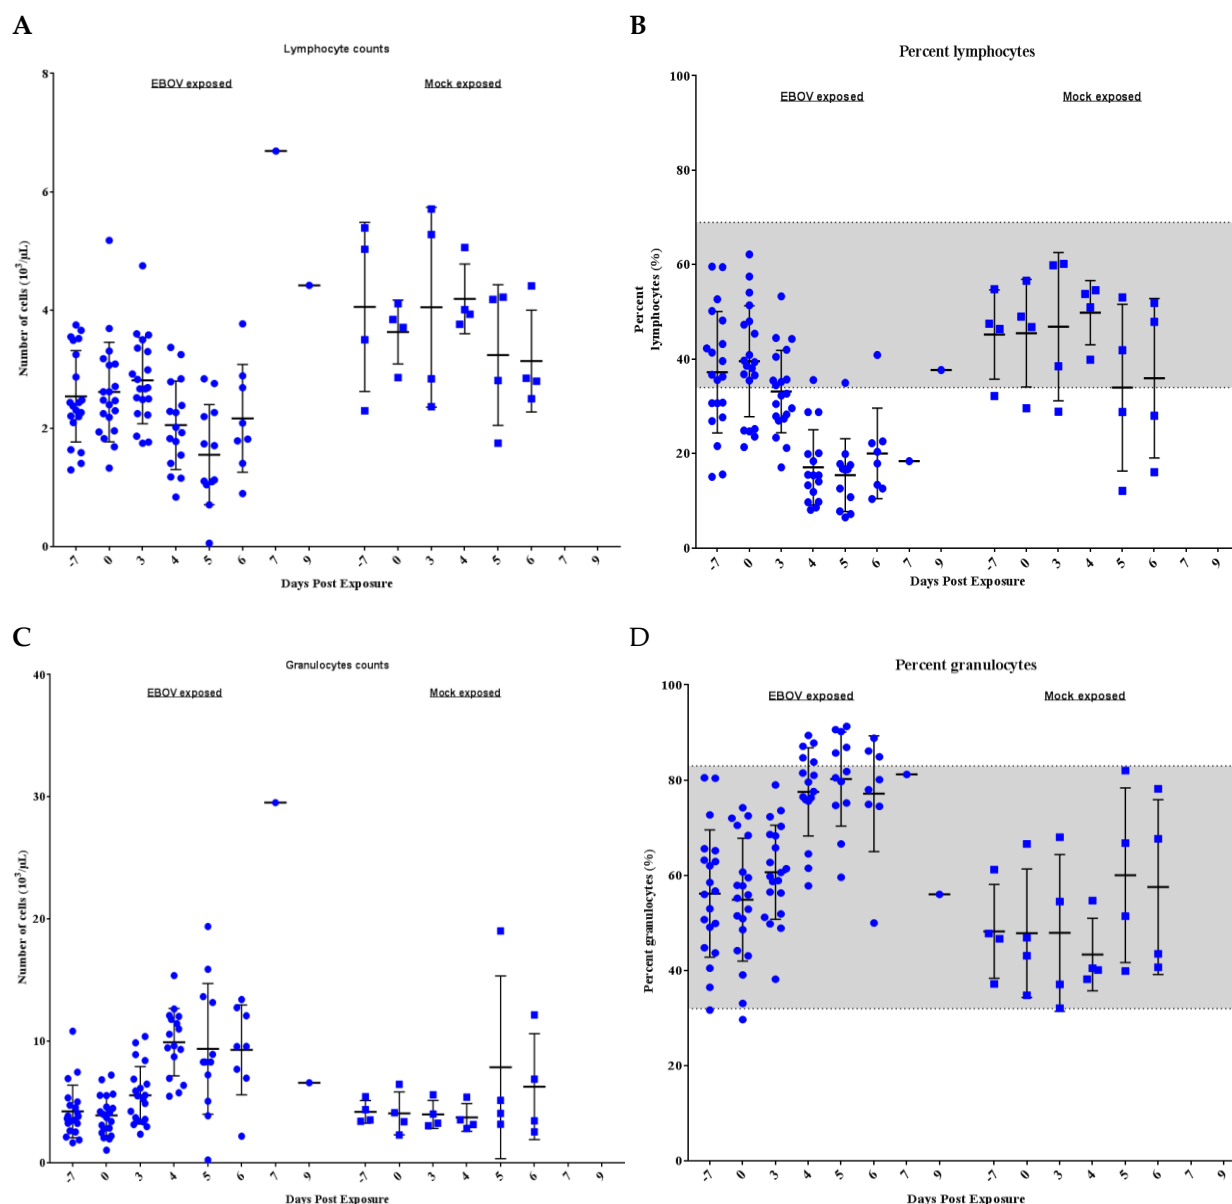 A
Lymphocyte counts
EBOV exposed
Mock exposed
Number of cells (10³/µL)
8
6
4
2
0
-7 0 3 4 5 6 7 9 -7 0 3 4 5 6 7 9
Days Post Exposure
B
Percent lymphocytes
EBOV exposed
Mock exposed
Percent
lymphocytes (%)
100
80
60
40
20
0
-7 0 3 4 5 6 7 9 -7 0 3 4 5 6 7 9
Days Post Exposure
C
Granulocytes counts
EBOV exposed
Mock exposed
Number of cells (10³/µL)
40
30
20
10
0
-7 0 3 4 5 6 7 9 -7 0 3 4 5 6 7 9
Days Post Exposure
D
Percent granulocytes
EBOV exposed
Mock exposed
Percent granulocytes (%)
100
80
60
40
20
0
-7 0 3 4 5 6 7 9 -7 0 3 4 5 6 7 9
Days Post Exposure